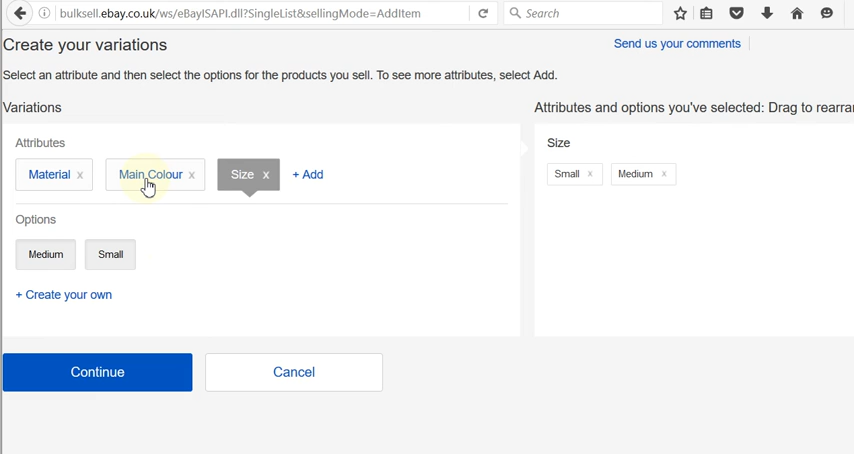 bulksell.ebay.co.uk/ws/eBayISAPI.dll?SingleList&sellingMode=AddItem
Search
Create your variations
Send us your comments
Select an attribute and then select the options for the products you sell. To see more attributes, select Add.
Variations
Attributes and options you've selected: Drag to rearra
Attributes
Size
Material x
Main Colour x
Size x
+ Add
Small x
Medium x
Options
Medium
Small
+ Create your own
Continue
Cancel